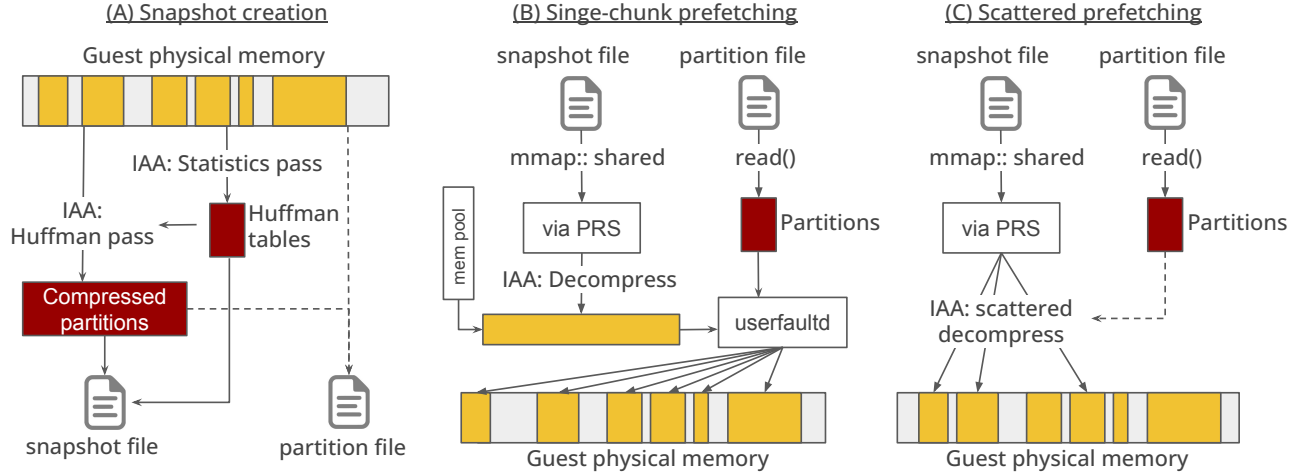 (A) Snapshot creation
Guest physical memory
IAA: Statistics pass
IAA:
Huffman pass
Huffman
tables
Compressed
partitions
snapshot file
partition file
(B) Singe-chunk prefetching
snapshot file
partition file
mmap:: shared
read()
mem pool
via PRS
Partitions
IAA: Decompress
userfaultd
Guest physical memory
(C) Scattered prefetching
snapshot file
partition file
mmap:: shared
read()
via PRS
Partitions
IAA: scattered
decompress
Guest physical memory